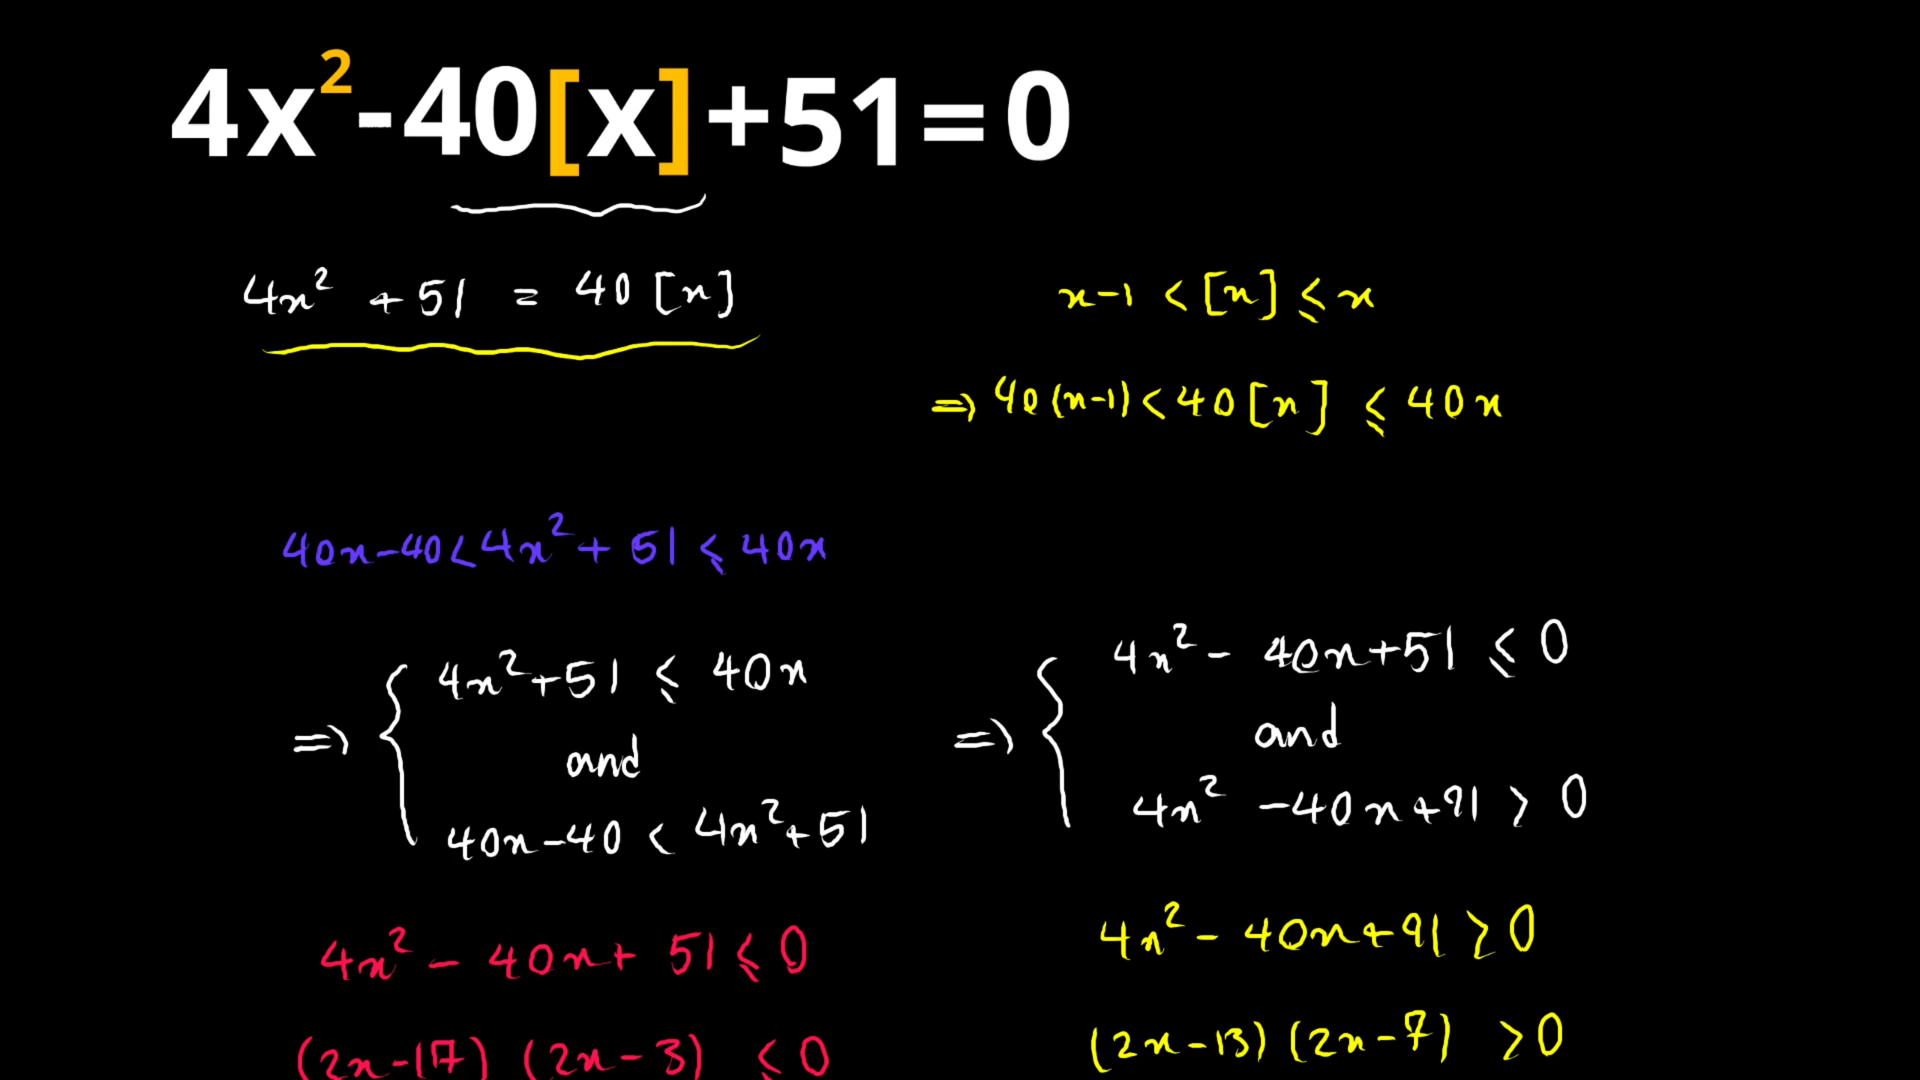 4x²-40[x]+51=0
4x² + 51 = 40 [x]
x-1 < [x] ≤ x
⇒ 40(x-1) < 40[x] ≤ 40x
40x-40 < 4x² + 51 ≤ 40x
⇒ { 4x²+51 ≤ 40x
and
40x-40 < 4x²+51
⇒ { 4x² - 40x+51 ≤ 0
and
4x² -40x+91 > 0
4x² - 40x + 51 ≤ 0
(2x-17) (2x-3) ≤ 0
4x² - 40x+91 > 0
(2x-13) (2x-7) > 0